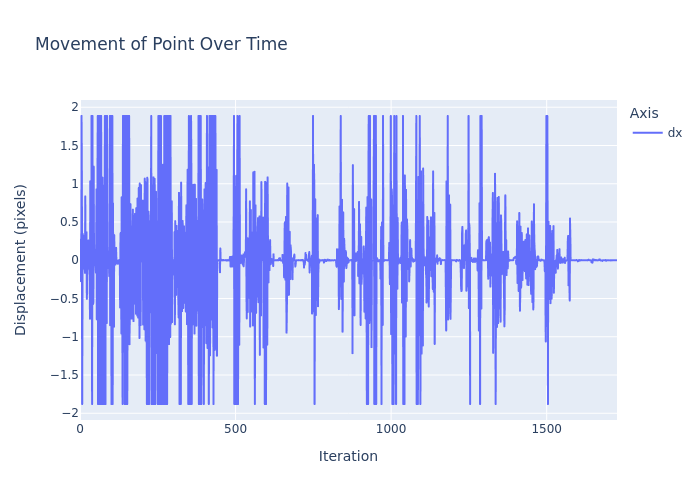 Movement of Point Over Time
Axis
dx
Displacement (pixels)
2
1.5
1
0.5
0
−0.5
−1
−1.5
−2
0
500
1000
1500
Iteration